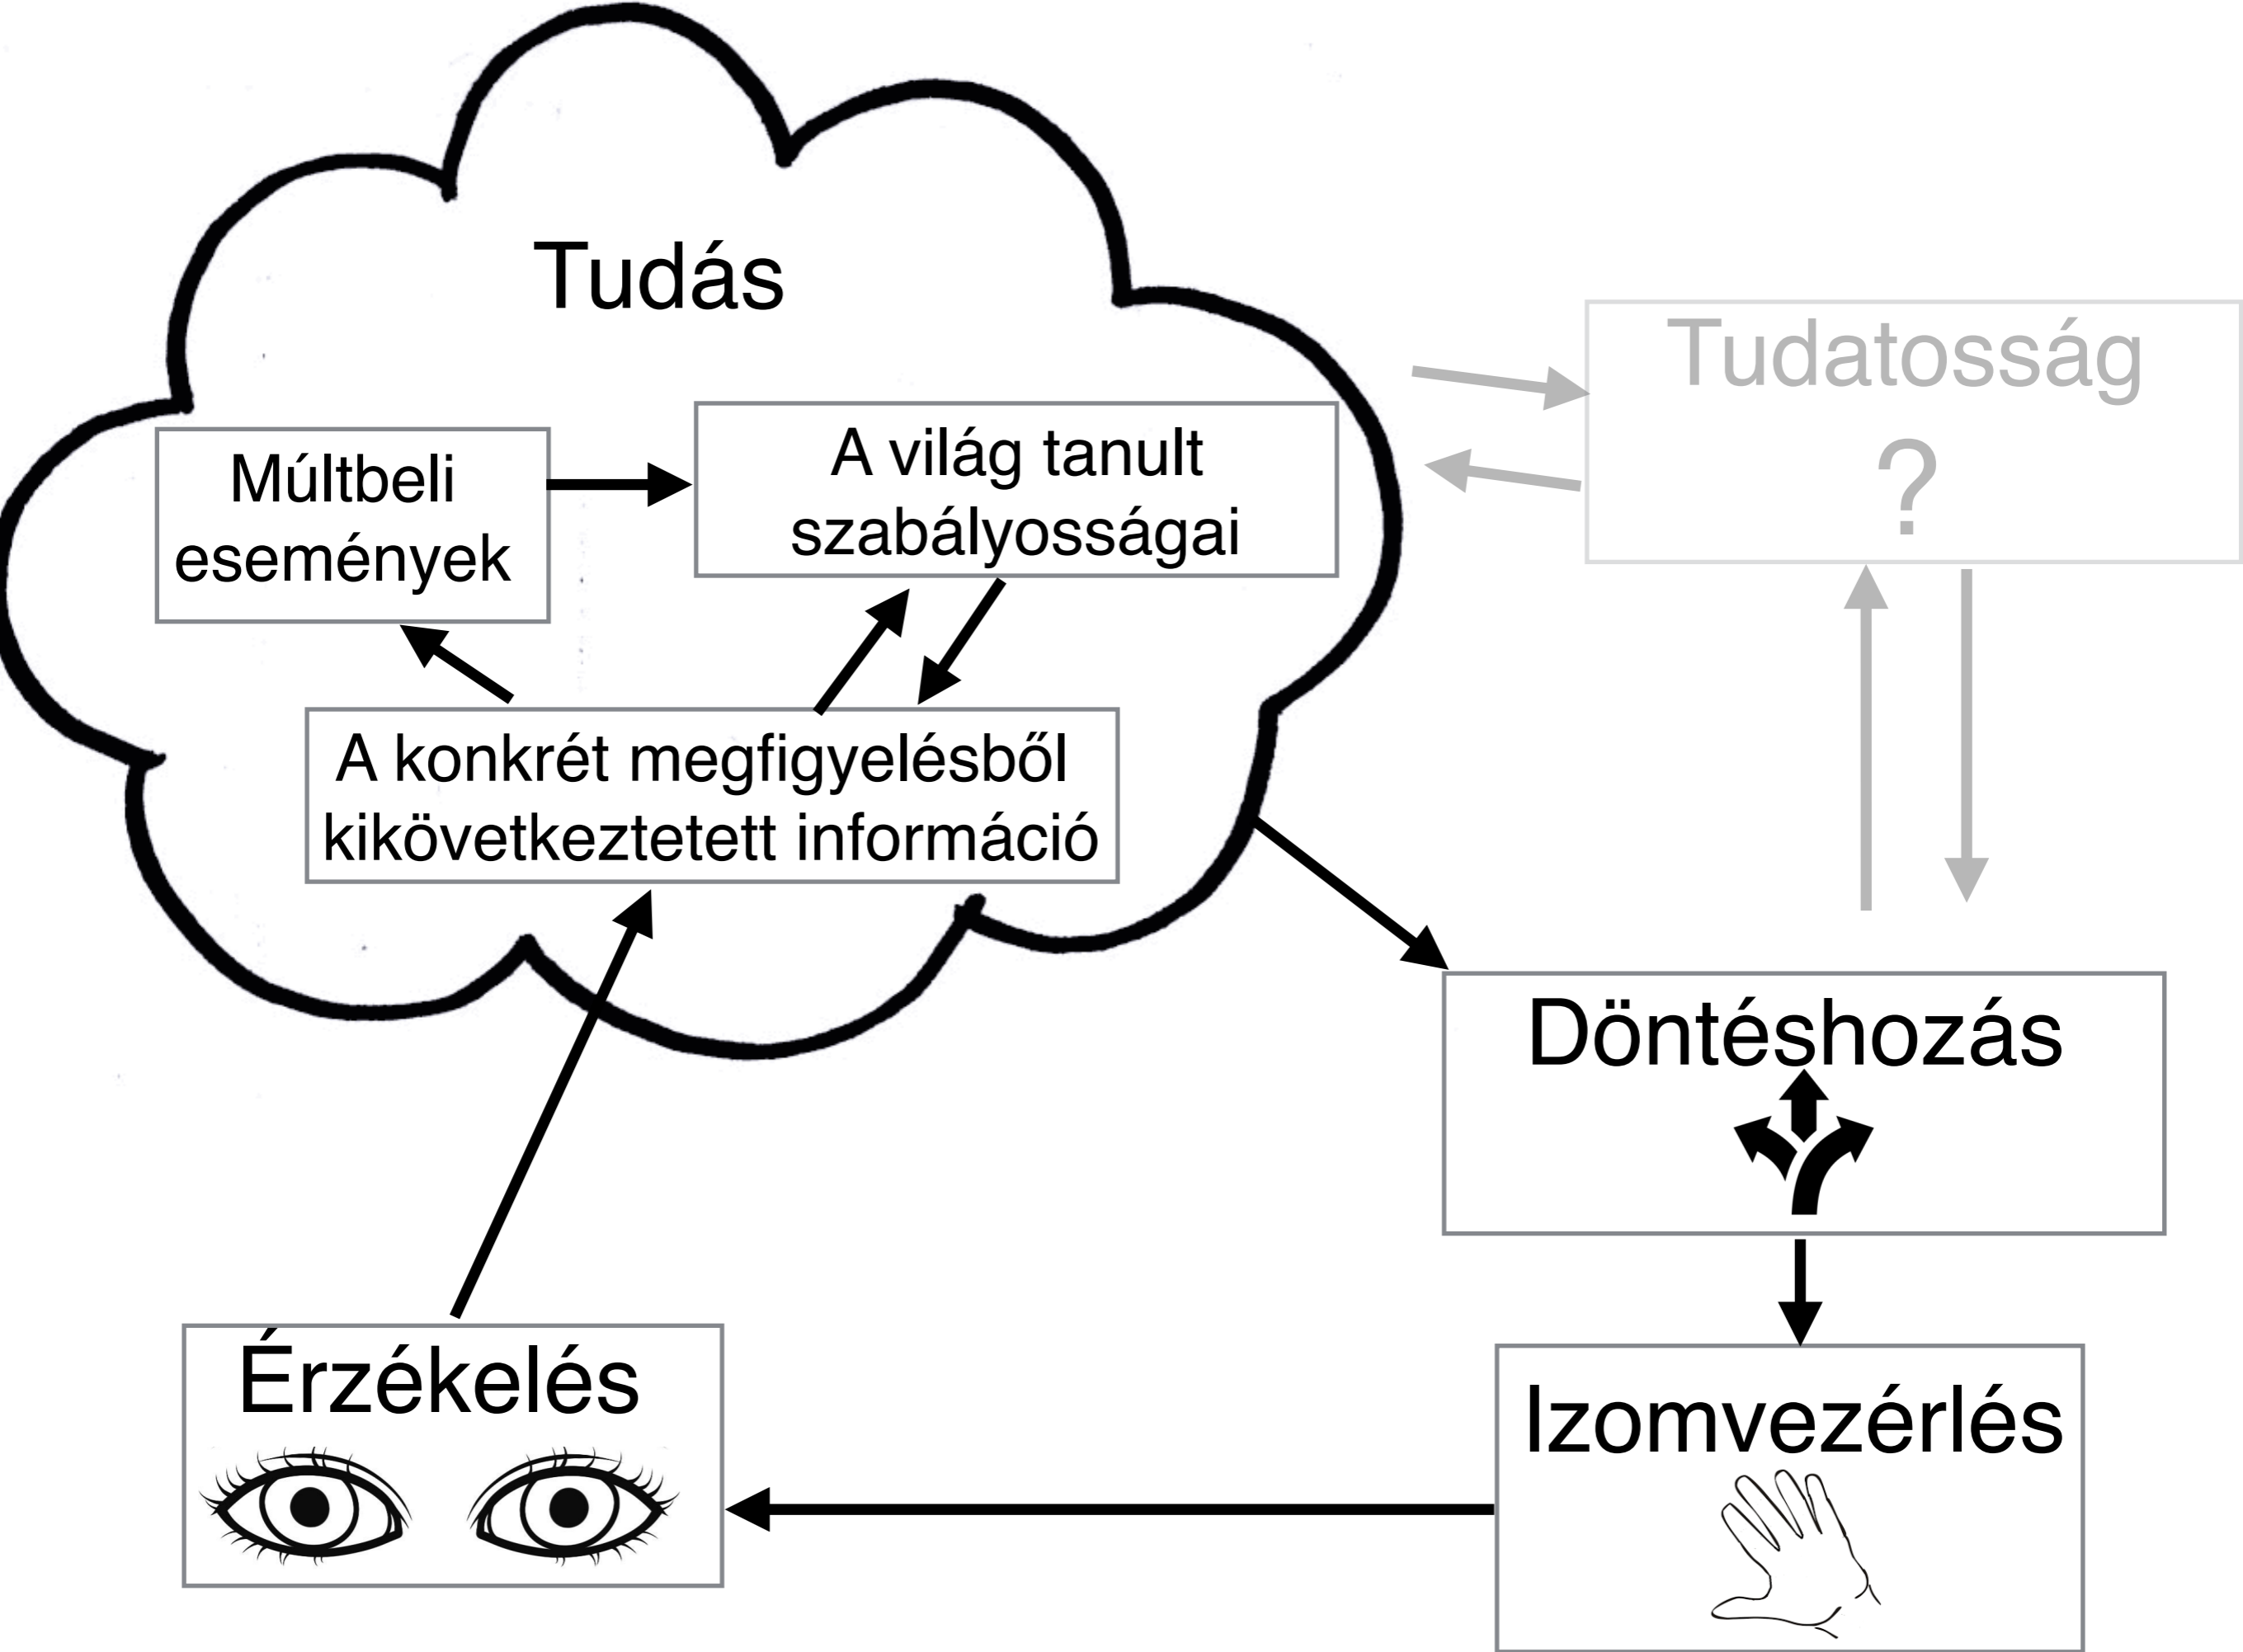 Tudás
Tudatosság
?
Múltbeli
események
A világ tanult
szabályosságai
A konkrét megfigyelésből
kikövetkeztetett információ
Döntéshozás
Érzékelés
Izomvezérlés